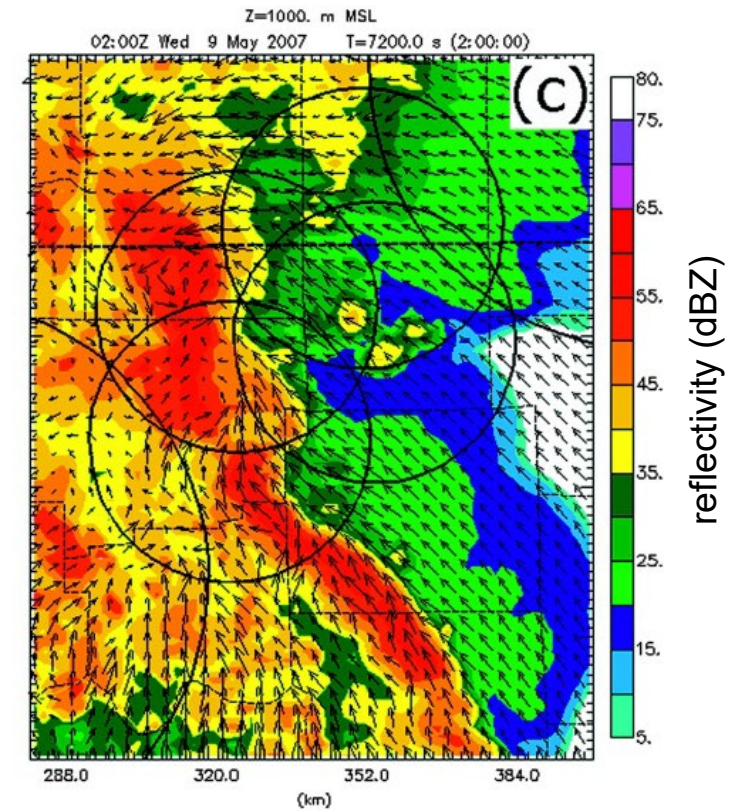 Z=1000. m MSL
02:00Z Wed 9 May 2007 T=7200.0 s (2:00:00)
(c)
80.
75.
65.
55.
45.
35.
25.
15.
5.
reflectivity (dBZ)
288.0 320.0 352.0 384.0
(km)